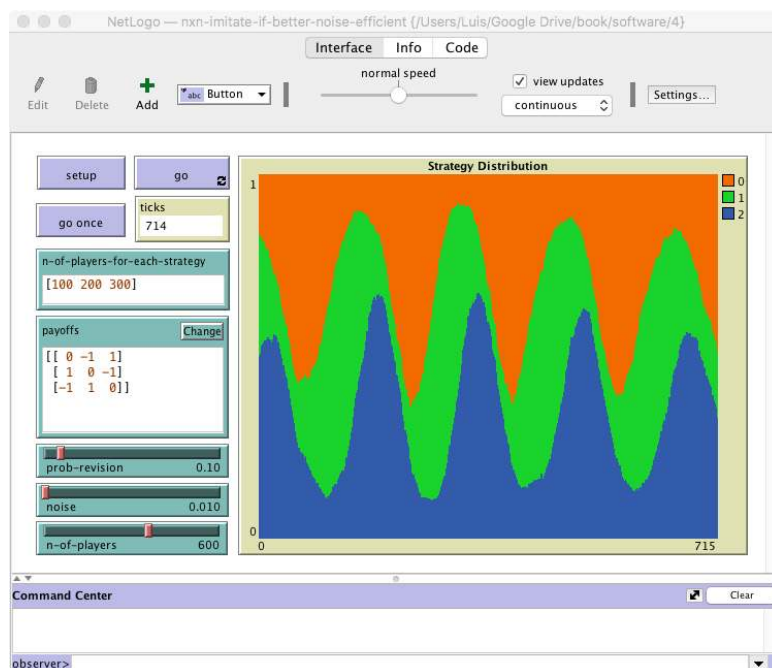 NetLogo — nxn-imitate-if-better-noise-efficient {/Users/Luis/Google Drive/book/software/4}
Interface Info Code
Edit
Delete
Add
abc Button
normal speed
view updates
continuous
Settings...
setup
go
go once
ticks
714
n-of-players-for-each-strategy
[100 200 300]
payoffs
Change
[[ 0 -1 1]
[ 1 0 -1]
[-1 1 0]]
prob-revision 0.10
noise 0.010
n-of-players 600
Strategy Distribution
1
0
0
715
0
1
2
Command Center
Clear
observer>